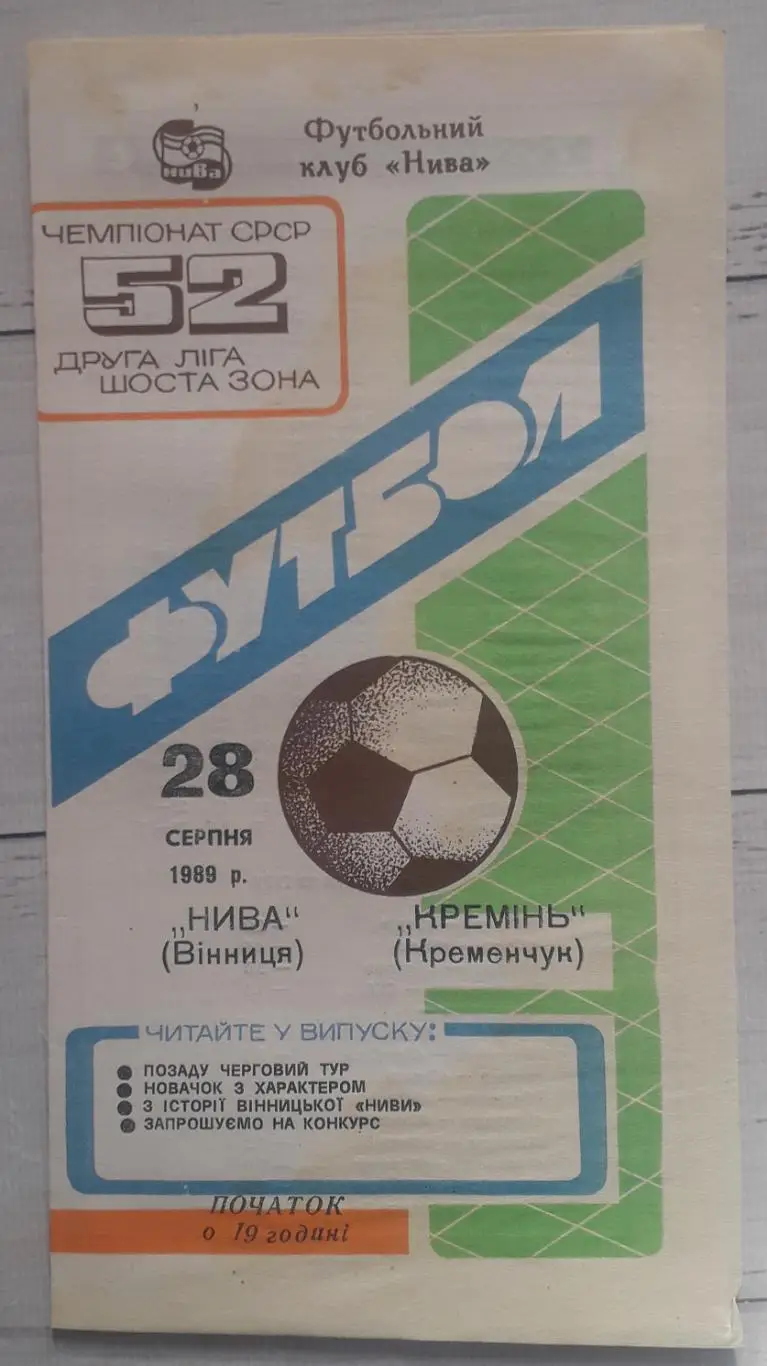 нива
Футбольний
клуб «Нива»
ЧЕМПІОНАТ СРСР
52
ДРУГА ЛІГА
ШОСТА ЗОНА
ФУТБОЛ
28
СЕРПНЯ
1989 р.
„НИВА“
(Вінниця)
„КРЕМІНЬ“
(Кременчук)
ЧИТАЙТЕ У ВИПУСКУ:
● ПОЗАДУ ЧЕРГОВИЙ ТУР
● НОВАЧОК З ХАРАКТЕРОМ
● З ІСТОРІЇ ВІННИЦЬКОЇ «НИВИ»
● ЗАПРОШУЄМО НА КОНКУРС
ПОЧАТОК
о 19 годині